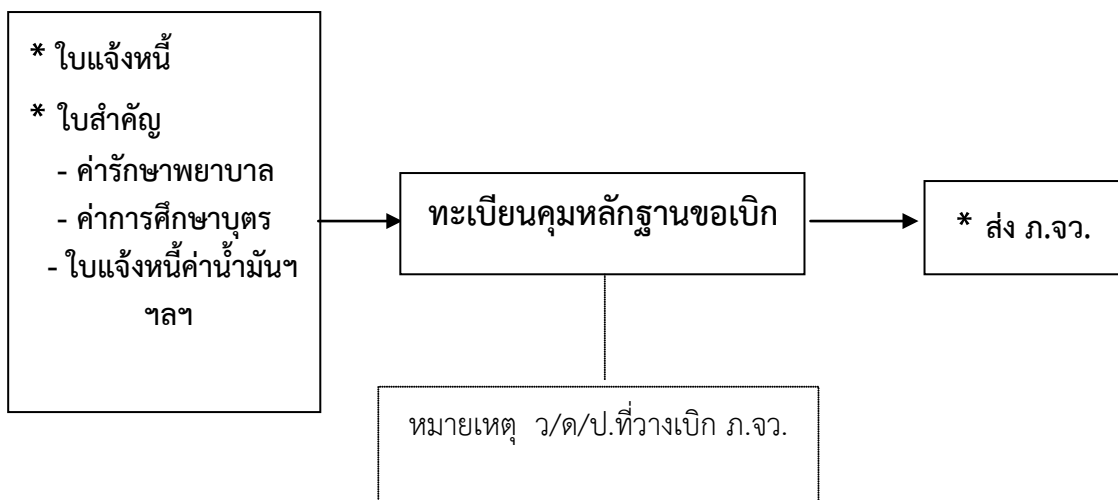 * ใบแจ้งหนี้
* ใบสำคัญ
- ค่ารักษาพยาบาล
- ค่าการศึกษาบุตร
- ใบแจ้งหนี้ค่าน้ำมันฯ
ฯลฯ
ทะเบียนคุมหลักฐานขอเบิก
* ส่ง ภ.จว.
หมายเหตุ ว/ด/ป.ที่วางเบิก ภ.จว.